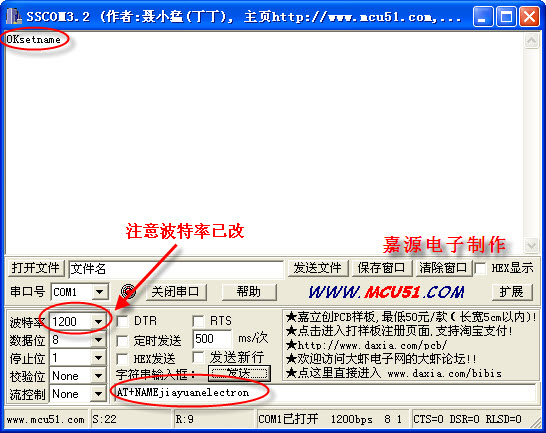 SSCOM3.2 (作者:聂小猛(丁丁), 主页http://www.mcu51.com,...
OKsetname
注意波特率已改
嘉源电子制作
打开文件 文件名 发送文件 保存窗口 清除窗口 HEX显示
串口号 COM1 关闭串口 帮助 WWW.MCU51.COM 扩展
波特率 1200 DTR RTS
数据位 8 定时发送 500 ms/次
停止位 1 HEX发送 发送新行
校验位 None 字符串输入框: 发送
流控制 None AT+NAMEjiayuanelectron
★嘉立创PCB样板,最低50元/款(长宽5cm以内)!
★点击进入打样板注册页面,支持淘宝支付!
★http://www.daxia.com/pcb/
★欢迎访问大虾电子网的大虾论坛!!
★点这里直接进入 www.daxia.com/bibis
www.mcu51.com S:22 R:9 COM1已打开 1200bps 8 1 CTS=0 DSR=0 RLSD=0